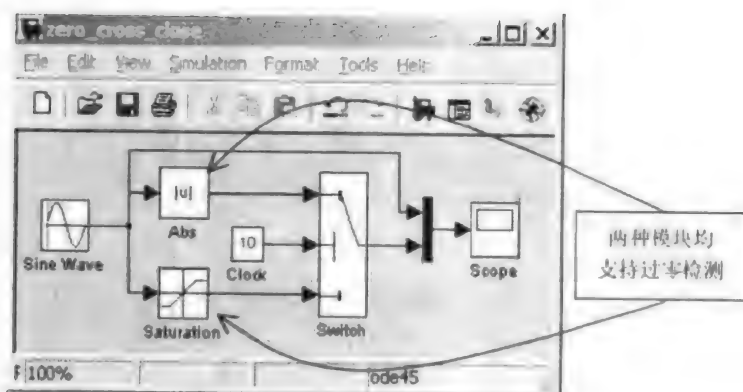 zero_cross_close
File Edit View Simulation Format Tools Help
|u|
Abs
Sine Wave
10
Clock
Scope
Saturation
Switch
两种模块均
支持过零检测
100%
ode45